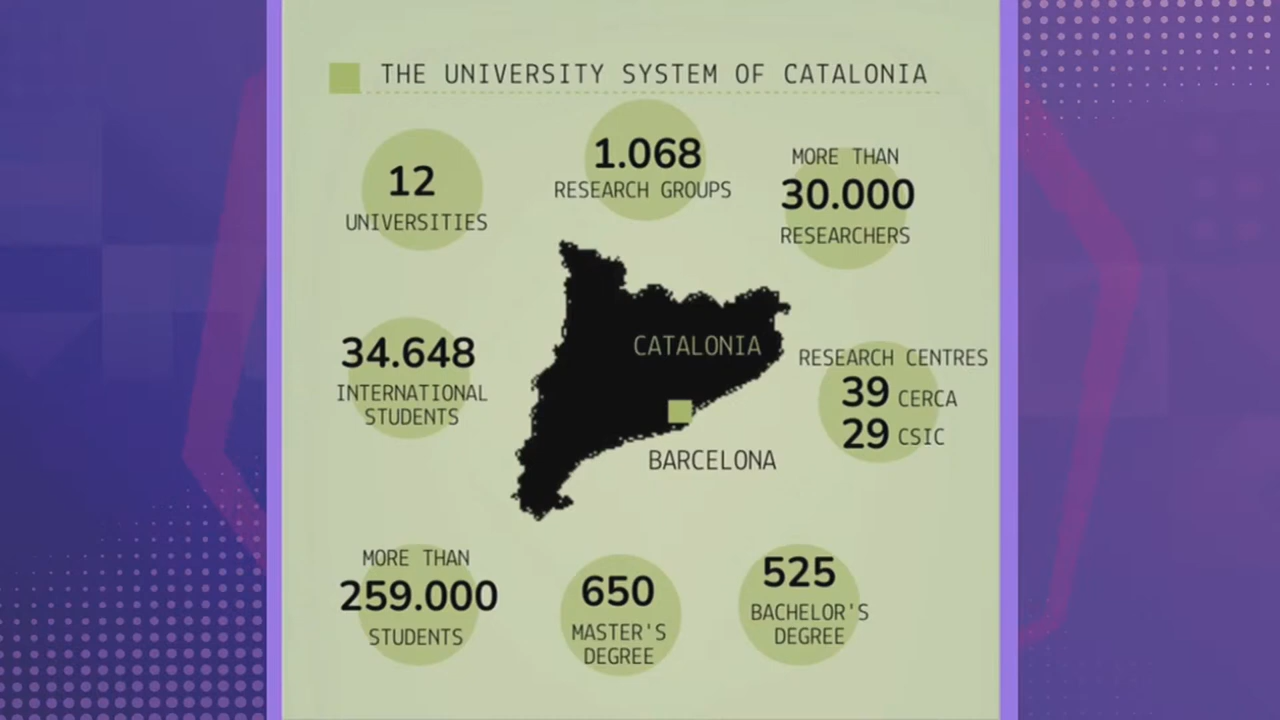 THE UNIVERSITY SYSTEM OF CATALONIA
12
UNIVERSITIES
1.068
RESEARCH GROUPS
MORE THAN
30.000
RESEARCHERS
34.648
INTERNATIONAL
STUDENTS
CATALONIA
BARCELONA
RESEARCH CENTRES
39 CERCA
29 CSIC
MORE THAN
259.000
STUDENTS
650
MASTER'S
DEGREE
525
BACHELOR'S
DEGREE